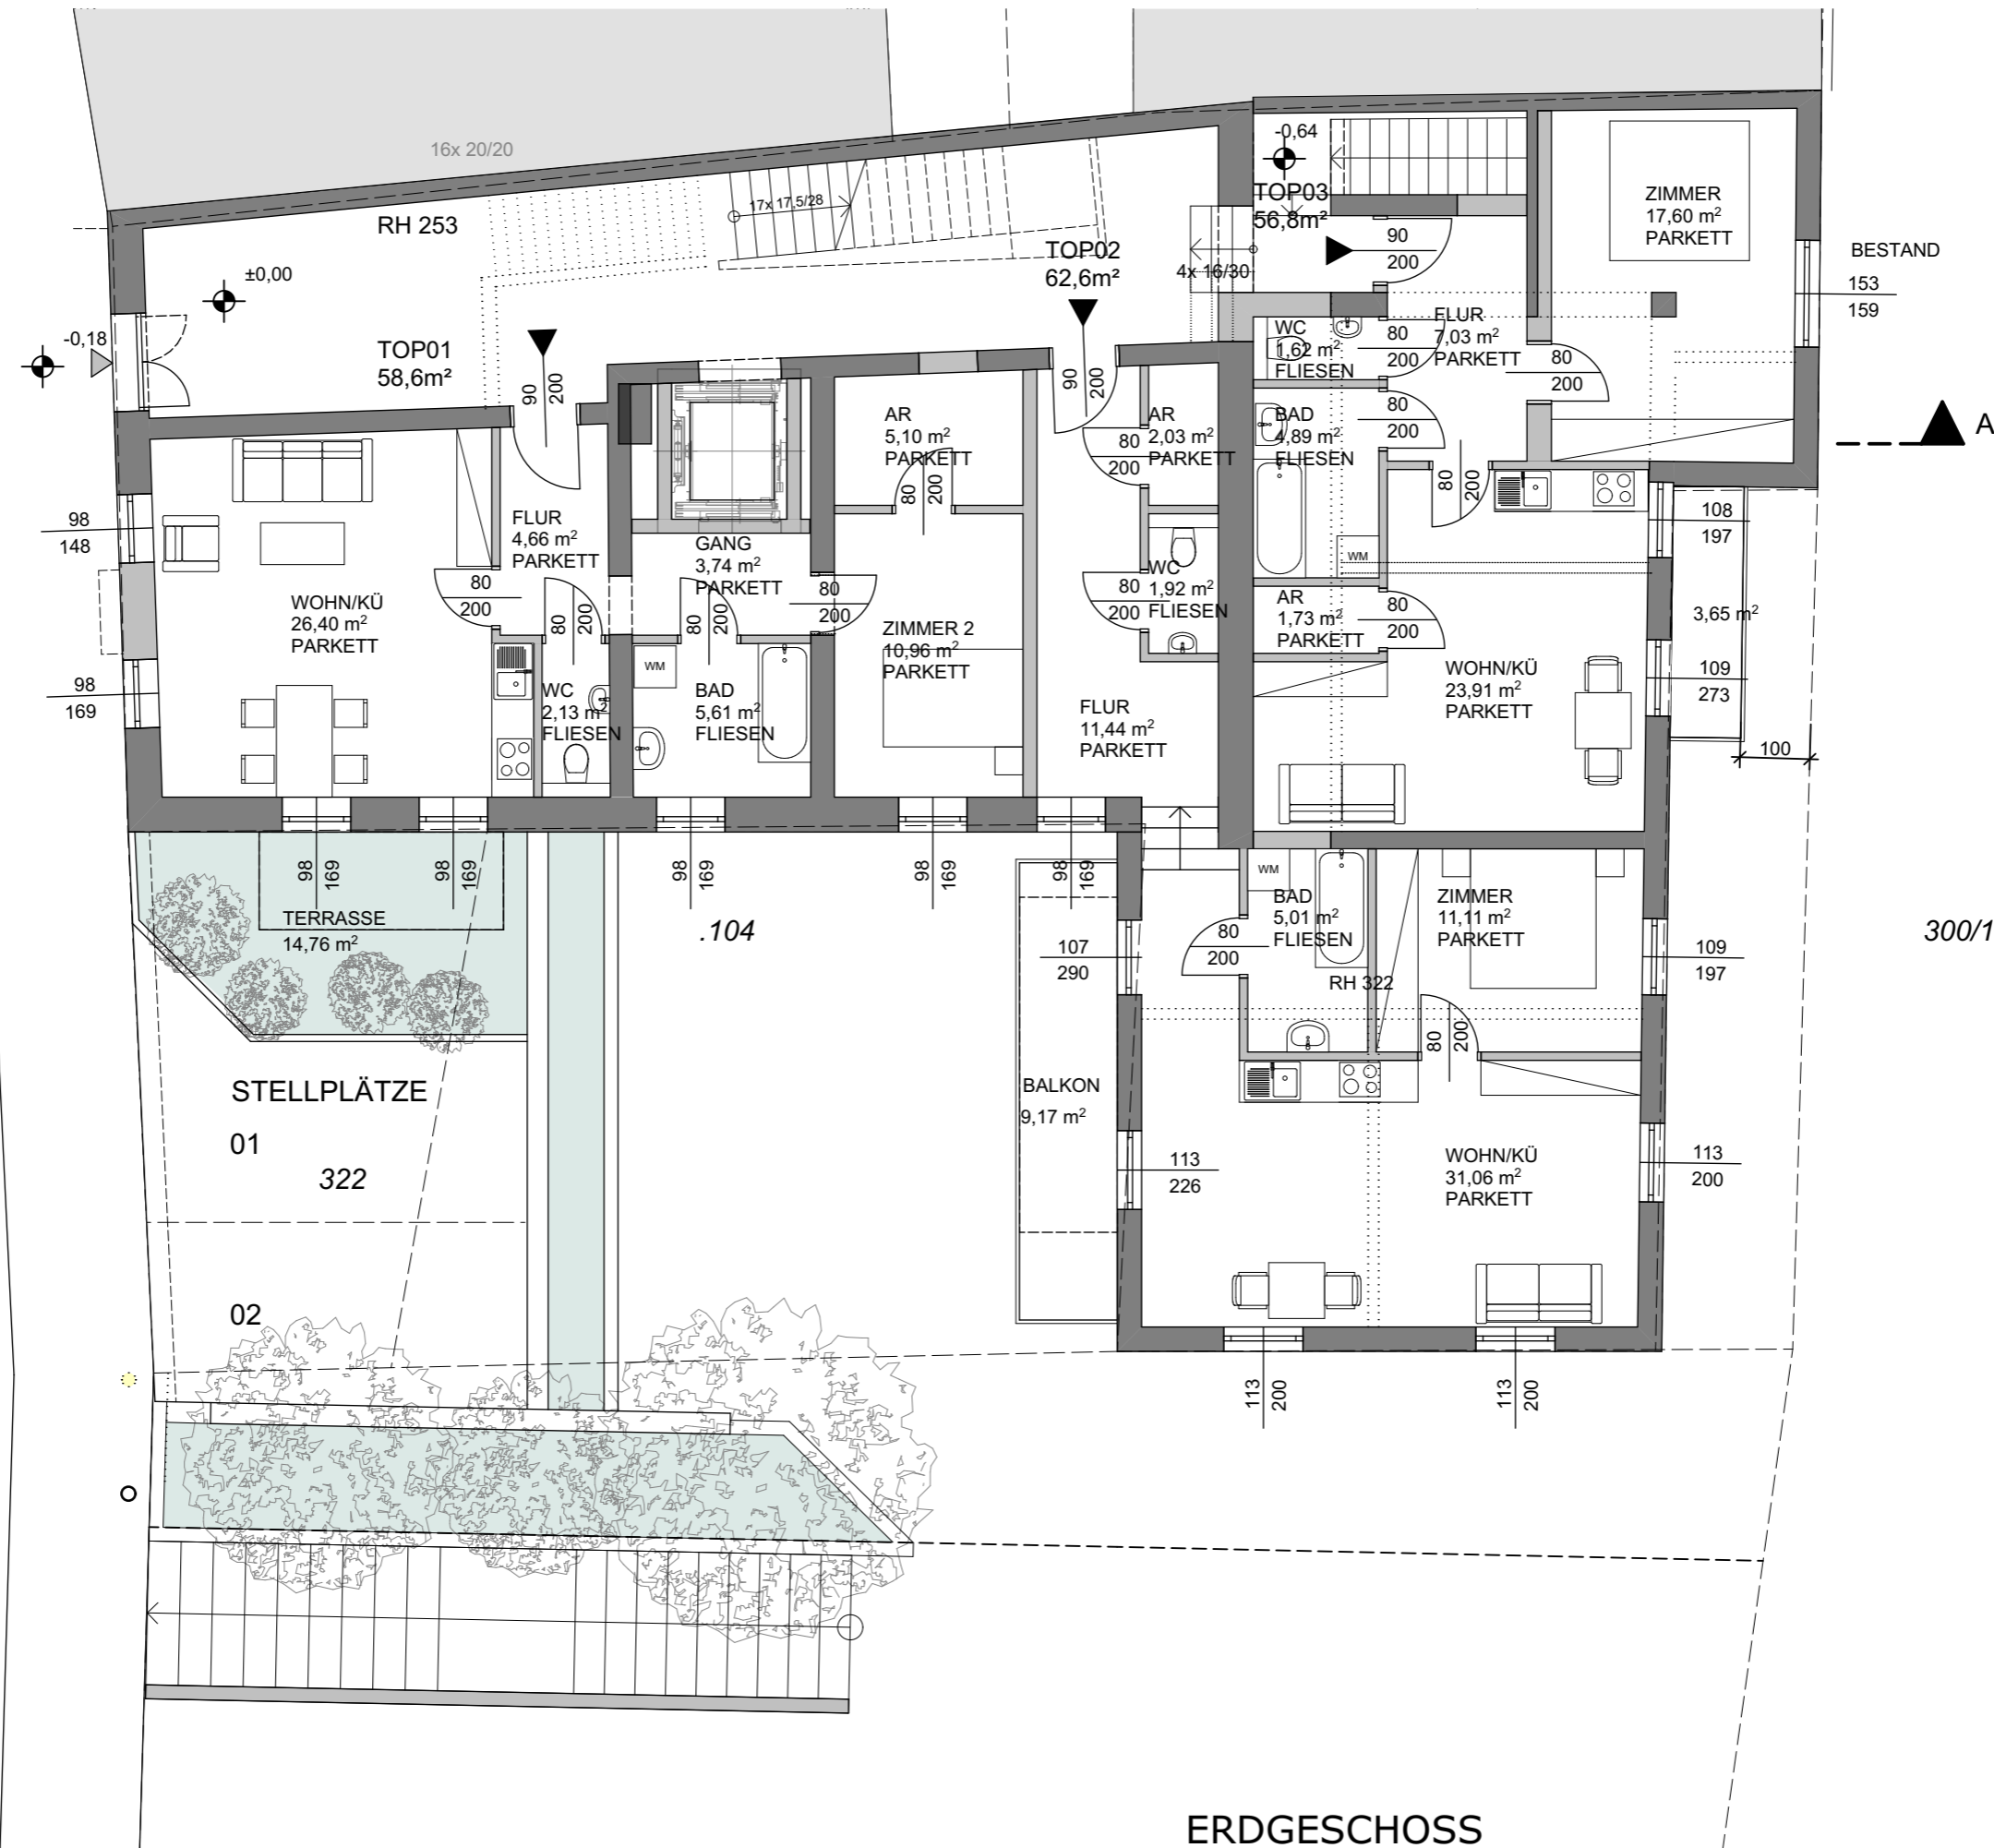 16x 20/20
RH 253
17x 17,5/28
-0,64
TOP03
56,8m²
ZIMMER
17,60 m²
PARKETT
BESTAND
153
159
±0,00
-0,18
TOP01
58,6m²
TOP02
62,6m²
4x 16/30
90
200
90
200
90
200
WC
1,62 m²
FLIESEN
80
200
FLUR
7,03 m²
PARKETT
80
200
A
AR
5,10 m²
PARKETT
80
200
AR
2,03 m²
PARKETT
80
200
BAD
4,89 m²
FLIESEN
80
200
80
200
98
148
FLUR
4,66 m²
PARKETT
GANG
3,74 m²
PARKETT
WC
1,92 m²
FLIESEN
80
200
WM
108
197
WOHN/KÜ
26,40 m²
PARKETT
80
200
80
200
80
200
80
200
ZIMMER 2
10,96 m²
PARKETT
AR
1,73 m²
PARKETT
80
200
3,65 m²
98
169
WM
WC
2,13 m²
FLIESEN
BAD
5,61 m²
FLIESEN
FLUR
11,44 m²
PARKETT
WOHN/KÜ
23,91 m²
PARKETT
109
273
100
98
169
98
169
98
169
98
169
98
169
WM
BAD
5,01 m²
FLIESEN
ZIMMER
11,11 m²
PARKETT
TERRASSE
14,76 m²
.104
80
200
107
290
109
197
300/1
RH 322
80
200
STELLPLÄTZE
01
322
BALKON
9,17 m²
113
226
WOHN/KÜ
31,06 m²
PARKETT
113
200
02
113
200
113
200
ERDGESCHOSS